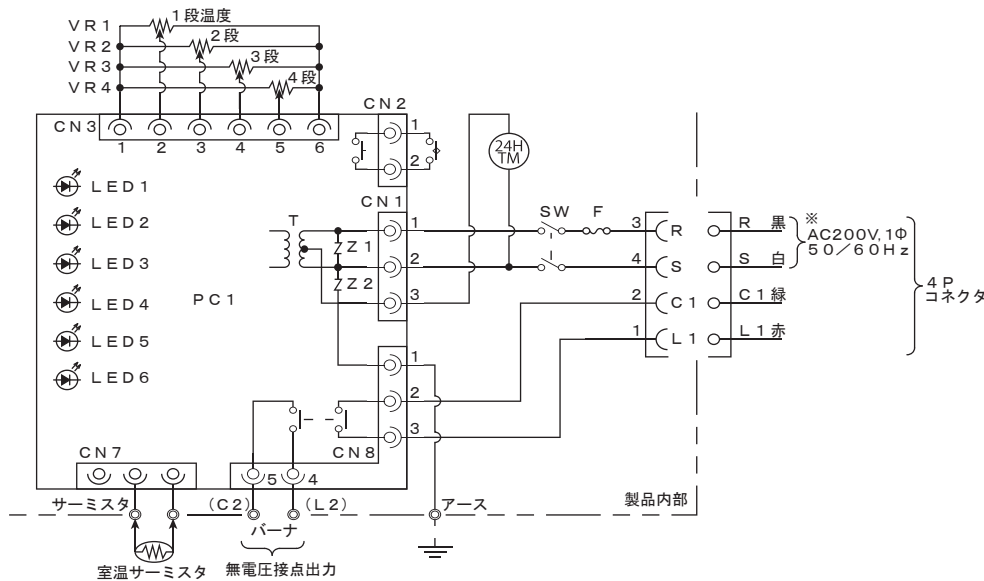 VR1
1段温度
VR2
2段
VR3
3段
VR4
4段
CN3
1 2 3 4 5 6
CN2
1
2
24H
TM
LED1
LED2
LED3
LED4
LED5
LED6
PC1
T
Z1
Z2
CN1
1
2
3
SW
F
3
R
R 黒
4
S
S 白
2
C1
C1緑
1
L1
L1赤
※
AC200V,1Φ
50/60Hz
4P
コネクタ
1
2
3
CN8
CN7
5 4
サーミスタ
(C2)
(L2)
アース
製品内部
バーナ
室温サーミスタ
無電圧接点出力